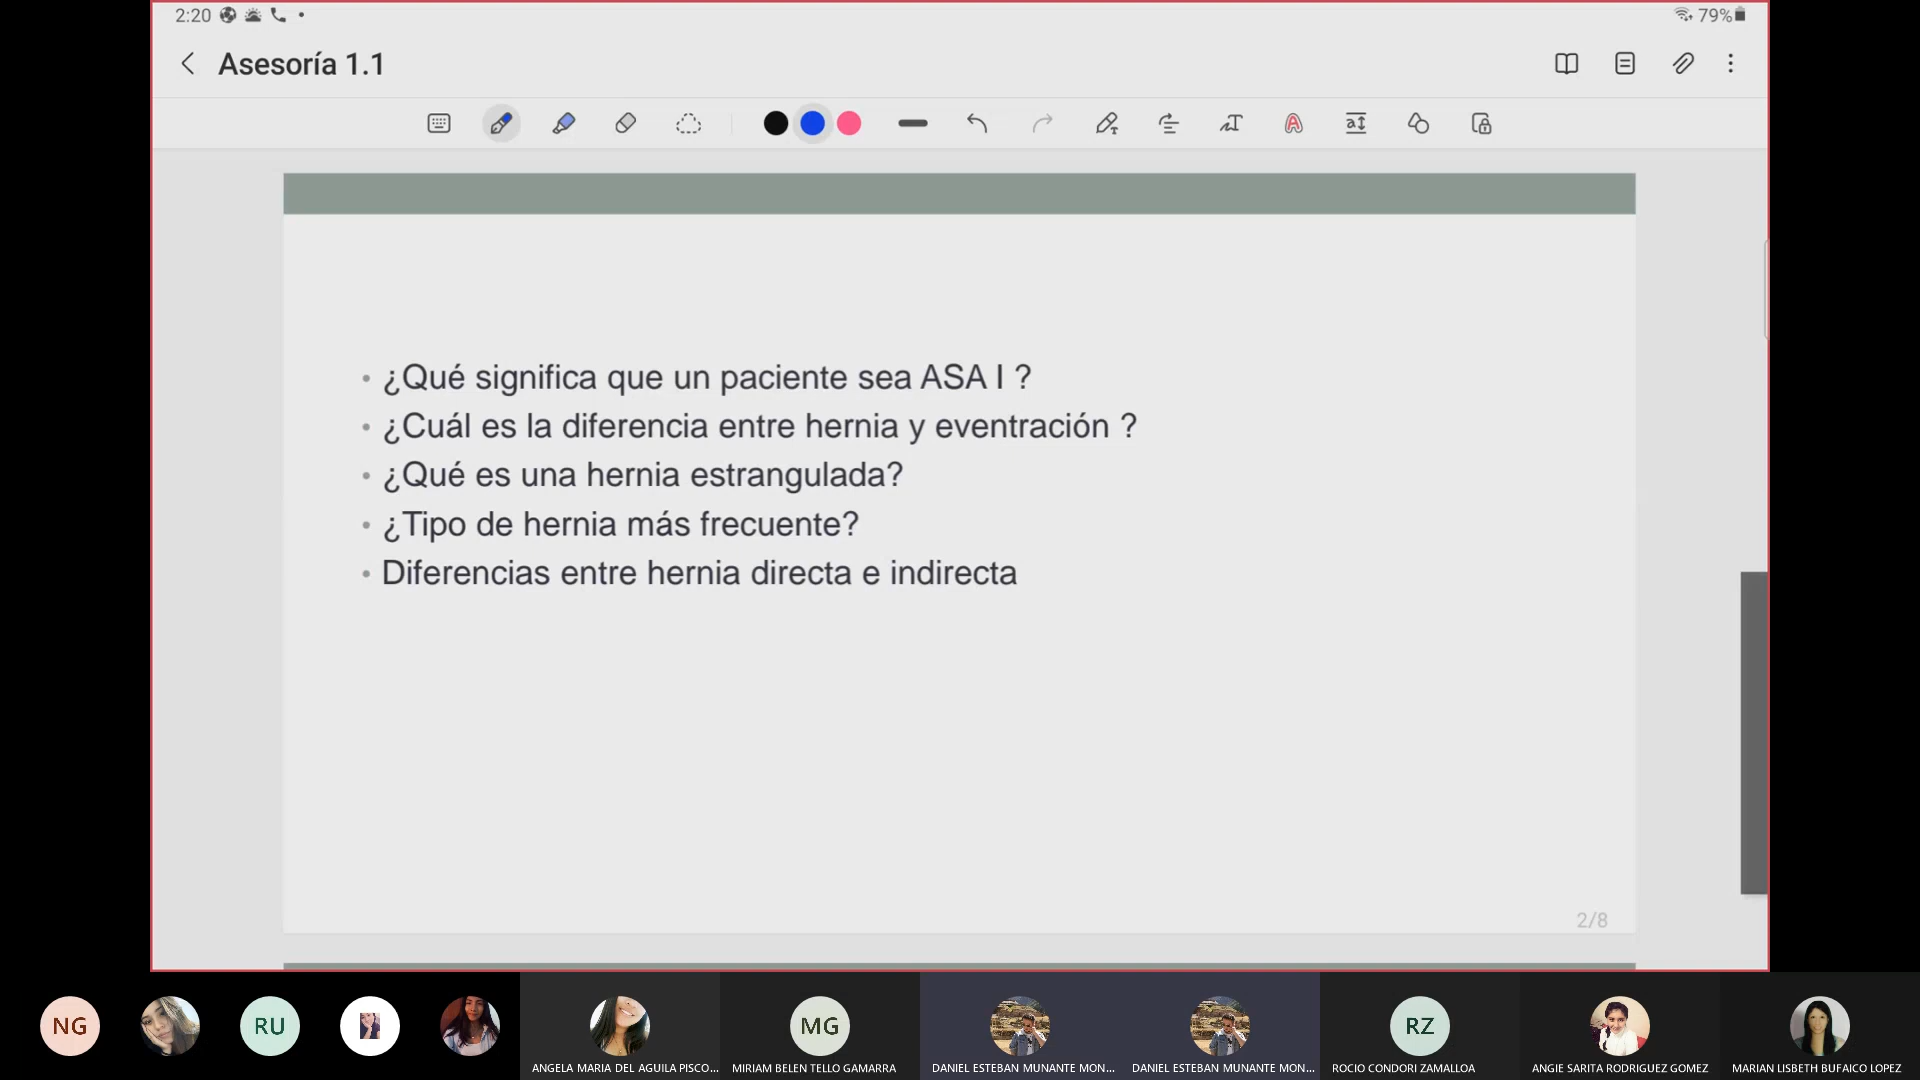 2:20
79%
Asesoría 1.1
• ¿Qué significa que un paciente sea ASA I ?
• ¿Cuál es la diferencia entre hernia y eventración ?
• ¿Qué es una hernia estrangulada?
• ¿Tipo de hernia más frecuente?
• Diferencias entre hernia directa e indirecta
2/8
NG
RU
MG
RZ
ANGELA MARIA DEL AGUILA PISCO...
MIRIAM BELEN TELLO GAMARRA
DANIEL ESTEBAN MUNANTE MON...
DANIEL ESTEBAN MUNANTE MON...
ROCIO CONDORI ZAMALLOA
ANGIE SARITA RODRIGUEZ GOMEZ
MARIAN LISBETH BUFAICO LOPEZ